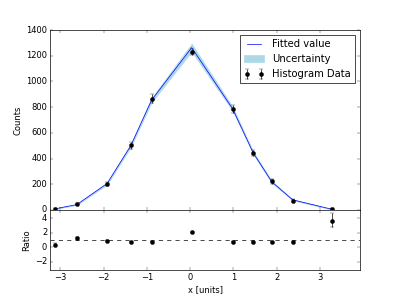 1400
1200
1000
800
600
400
200
0
Counts
Fitted value
Uncertainty
Histogram Data
4
2
0
−2
Ratio
−3 −2 −1 0 1 2 3
x [units]